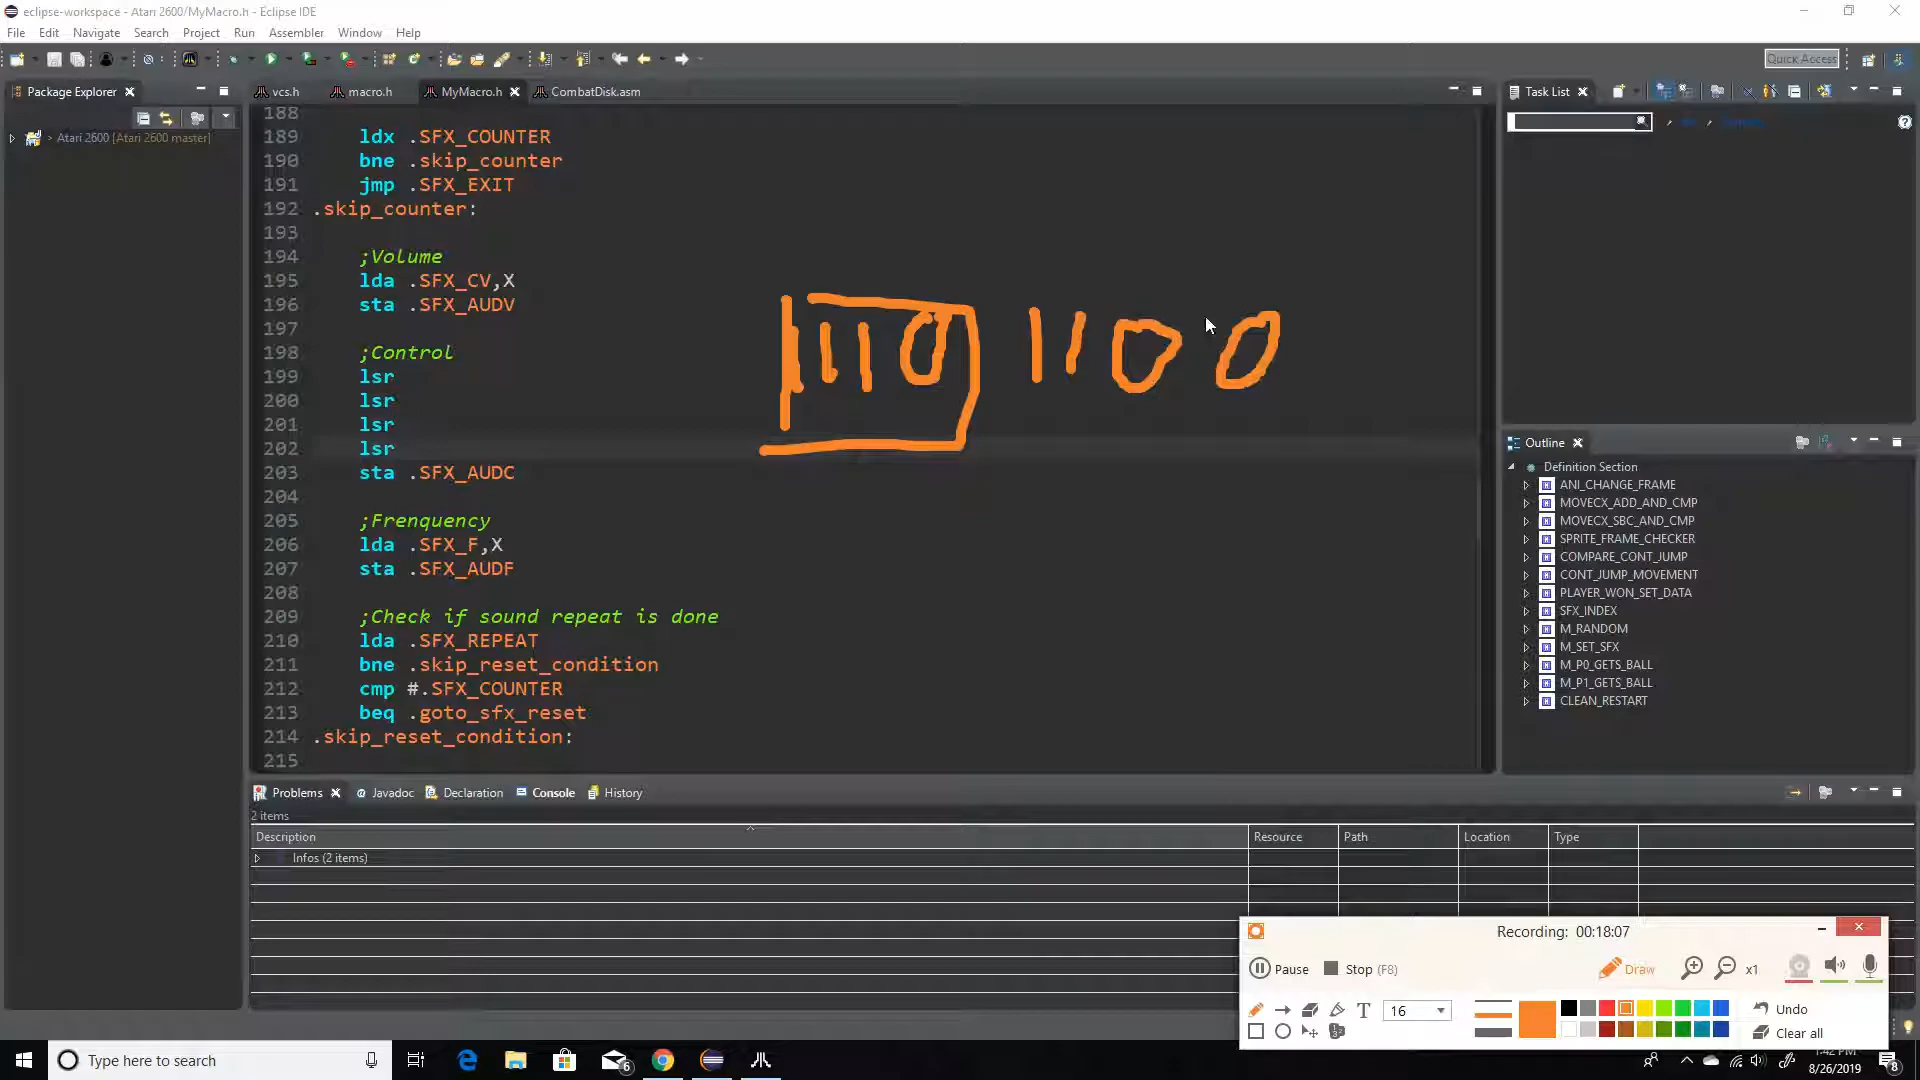 eclipse-workspace - Atari 2600/MyMacro.h - Eclipse IDE
File Edit Navigate Search Project Run Assembler Window Help
Quick Access
Package Explorer
vcs.h macro.h MyMacro.h CombatDisk.asm
Task List
> Atari 2600 [Atari 2600 master]
188
189 ldx .SFX_COUNTER
190 bne .skip_counter
191 jmp .SFX_EXIT
192 .skip_counter:
193
194 ;Volume
195 lda .SFX_CV,X
196 sta .SFX_AUDV
197
198 ;Control
199 lsr
200 lsr
201 lsr
202 lsr
203 sta .SFX_AUDC
204
205 ;Frenquency
206 lda .SFX_F,X
207 sta .SFX_AUDF
208
209 ;Check if sound repeat is done
210 lda .SFX_REPEAT
211 bne .skip_reset_condition
212 cmp #.SFX_COUNTER
213 beq .goto_sfx_reset
214 .skip_reset_condition:
215
1110 1100
Outline
Definition Section
ANI_CHANGE_FRAME
MOVECX_ADD_AND_CMP
MOVECX_SBC_AND_CMP
SPRITE_FRAME_CHECKER
COMPARE_CONT_JUMP
CONT_JUMP_MOVEMENT
PLAYER_WON_SET_DATA
SFX_INDEX
M_RANDOM
M_SET_SFX
M_P0_GETS_BALL
M_P1_GETS_BALL
CLEAN_RESTART
Problems Javadoc Declaration Console History
2 items
Description Resource Path Location Type
Infos (2 items)
Recording: 00:18:07
Pause Stop (F8) Draw x1
T 16 Undo
Clear all
Type here to search
6
1:42 PM
8/26/2019
8